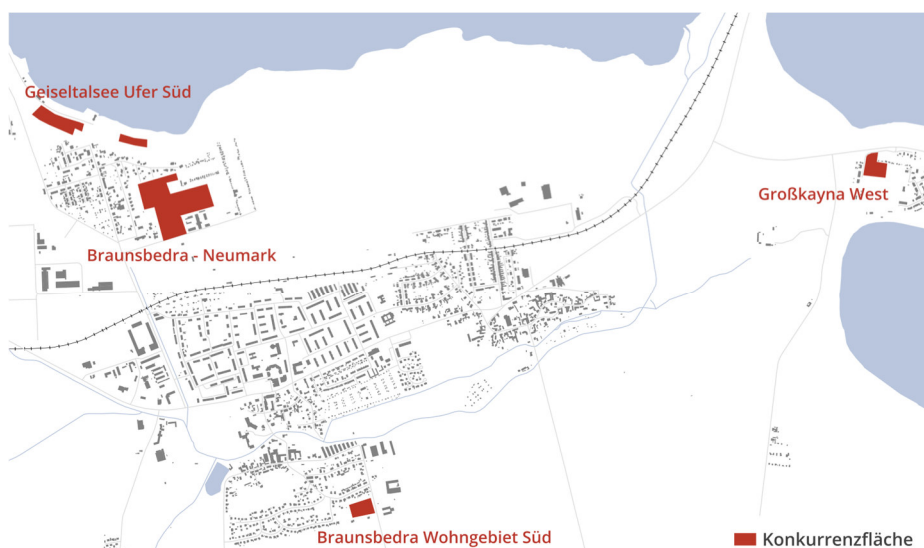 Geiseltalsee Ufer Süd
Großkayna West
Braunsbedra - Neumark
Braunsbedra Wohngebiet Süd
Konkurrenzfläche